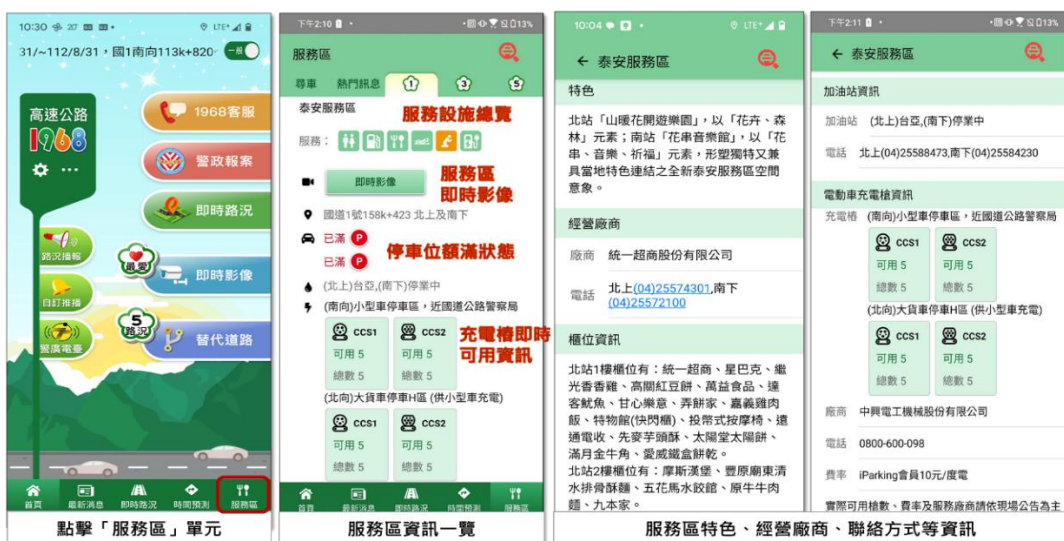 10:30 27 LTE+
31/~112/8/31，國1南向113k+820- 一般
高速公路
1968
1968客服
警政報案
即時路況
最愛
即時影像
5
路況
替代道路
路況播報
自訂推播
警廣電臺
首頁 最新消息 即時路況 時間預測 服務區
點擊「服務區」單元
下午2:10 13%
服務區
尋車 熱門訊息 1 3 5
泰安服務區
服務設施總覽
服務：
即時影像
服務區
即時影像
國道1號158k+423 北上及南下
已滿 P
已滿 P
停車位額滿狀態
(北上)台亞,(南下)停業中
(南向)小型車停車區，近國道公路警察局
CCS1 CCS2
可用 5 可用 5
總數 5 總數 5
充電樁即時
可用資訊
(北向)大貨車停車H區 (供小型車充電)
CCS1 CCS2
可用 5 可用 5
總數 5 總數 5
首頁 最新消息 即時路況 時間預測 服務區
服務區資訊一覽
10:04 LTE+
泰安服務區
特色
北站「山暖花開遊樂園」，以「花卉、森
林」元素；南站「花串音樂館」，以「花
串、音樂、祈福」元素，形塑獨特又兼
具當地特色連結之全新泰安服務區空間
意象。
經營廠商
廠商 統一超商股份有限公司
電話 北上(04)25574301,南下
(04)25572100
櫃位資訊
北站1樓櫃位有：統一超商、星巴克、繼
光香香雞、高關紅豆餅、萬益食品、達
客魷魚、甘心樂意、弄餅家、嘉義雞肉
飯、特物館(快閃櫃)、投幣式按摩椅、遠
通電收、先麥芋頭酥、太陽堂太陽餅、
滿月金牛角、愛威鐵盒餅乾。
北站2樓櫃位有：摩斯漢堡、豐原廟東清
水排骨酥麵、五花馬水餃館、原牛牛肉
麵、九本家。
下午2:11 13%
泰安服務區
加油站資訊
加油站 (北上)台亞,(南下)停業中
電話 北上(04)25588473,南下(04)25584230
電動車充電槍資訊
充電樁 (南向)小型車停車區，近國道公路警察局
CCS1 CCS2
可用 5 可用 5
總數 5 總數 5
(北向)大貨車停車H區 (供小型車充電)
CCS1 CCS2
可用 5 可用 5
總數 5 總數 5
廠商 中興電工機械股份有限公司
電話 0800-600-098
費率 iParking會員10元/度電
實際可用槍數、費率及服務廠商請依現場公告為主
服務區特色、經營廠商、聯絡方式等資訊